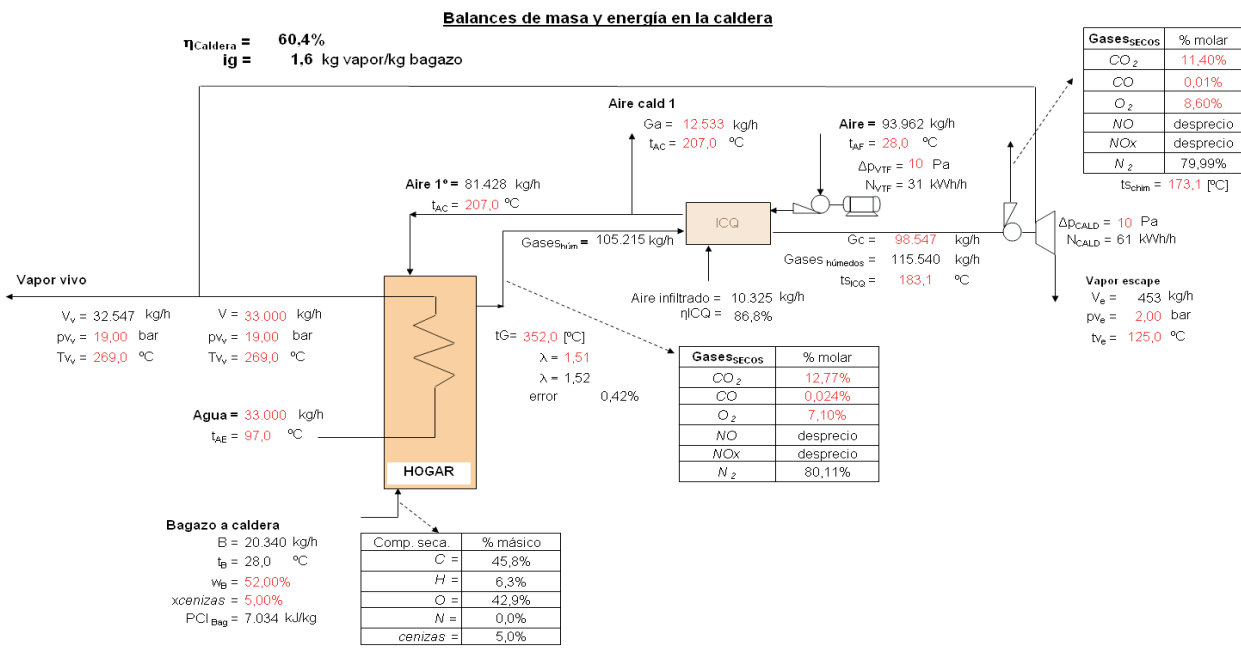 Balances de masa y energía en la caldera
ηCaldera = 60,4%
ig = 1,6 kg vapor/kg bagazo
GasesSECOS % molar
CO2 11,40%
CO 0,01%
O2 8,60%
NO desprecio
NOx desprecio
N2 79,99%
tschim = 173,1 [ºC]
Aire cald 1
Ga = 12.533 kg/h
tAC = 207,0 ºC
Aire = 93.962 kg/h
tAF = 28,0 ºC
ΔpVTF = 10 Pa
NVTF = 31 kWh/h
Aire 1º = 81.428 kg/h
tAC = 207,0 ºC
ICQ
Gaseshúm = 105.215 kg/h
Gc = 98.547 kg/h
Gases húmedos = 115.540 kg/h
tsICQ = 183,1 ºC
ΔpCALD = 10 Pa
NCALD = 61 kWh/h
Aire infiltrado = 10.325 kg/h
ηICQ = 86,8%
Vapor escape
Ve = 453 kg/h
pve = 2,00 bar
tve = 125,0 ºC
Vapor vivo
Vv = 32.547 kg/h
pvv = 19,00 bar
Tvv = 269,0 ºC
V = 33.000 kg/h
pvv = 19,00 bar
Tvv = 269,0 ºC
tG= 352,0 [ºC]
λ = 1,51
λ = 1,52
error 0,42%
GasesSECOS % molar
CO2 12,77%
CO 0,024%
O2 7,10%
NO desprecio
NOx desprecio
N2 80,11%
Agua = 33.000 kg/h
tAE = 97,0 ºC
HOGAR
Bagazo a caldera
B = 20.340 kg/h
tB = 28,0 ºC
wB = 52,00%
xcenizas = 5,00%
PCIBag = 7.034 kJ/kg
Comp. seca. % másico
C = 45,8%
H = 6,3%
O = 42,9%
N = 0,0%
cenizas = 5,0%